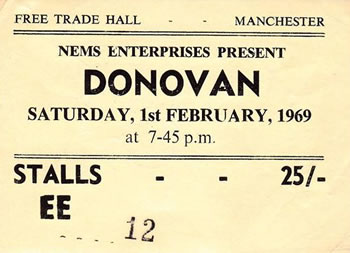 FREE TRADE HALL - MANCHESTER
NEMS ENTERPRISES PRESENT
DONOVAN
SATURDAY, 1st FEBRUARY, 1969
at 7-45 p.m.
STALLS - - 25/-
EE
.... 12